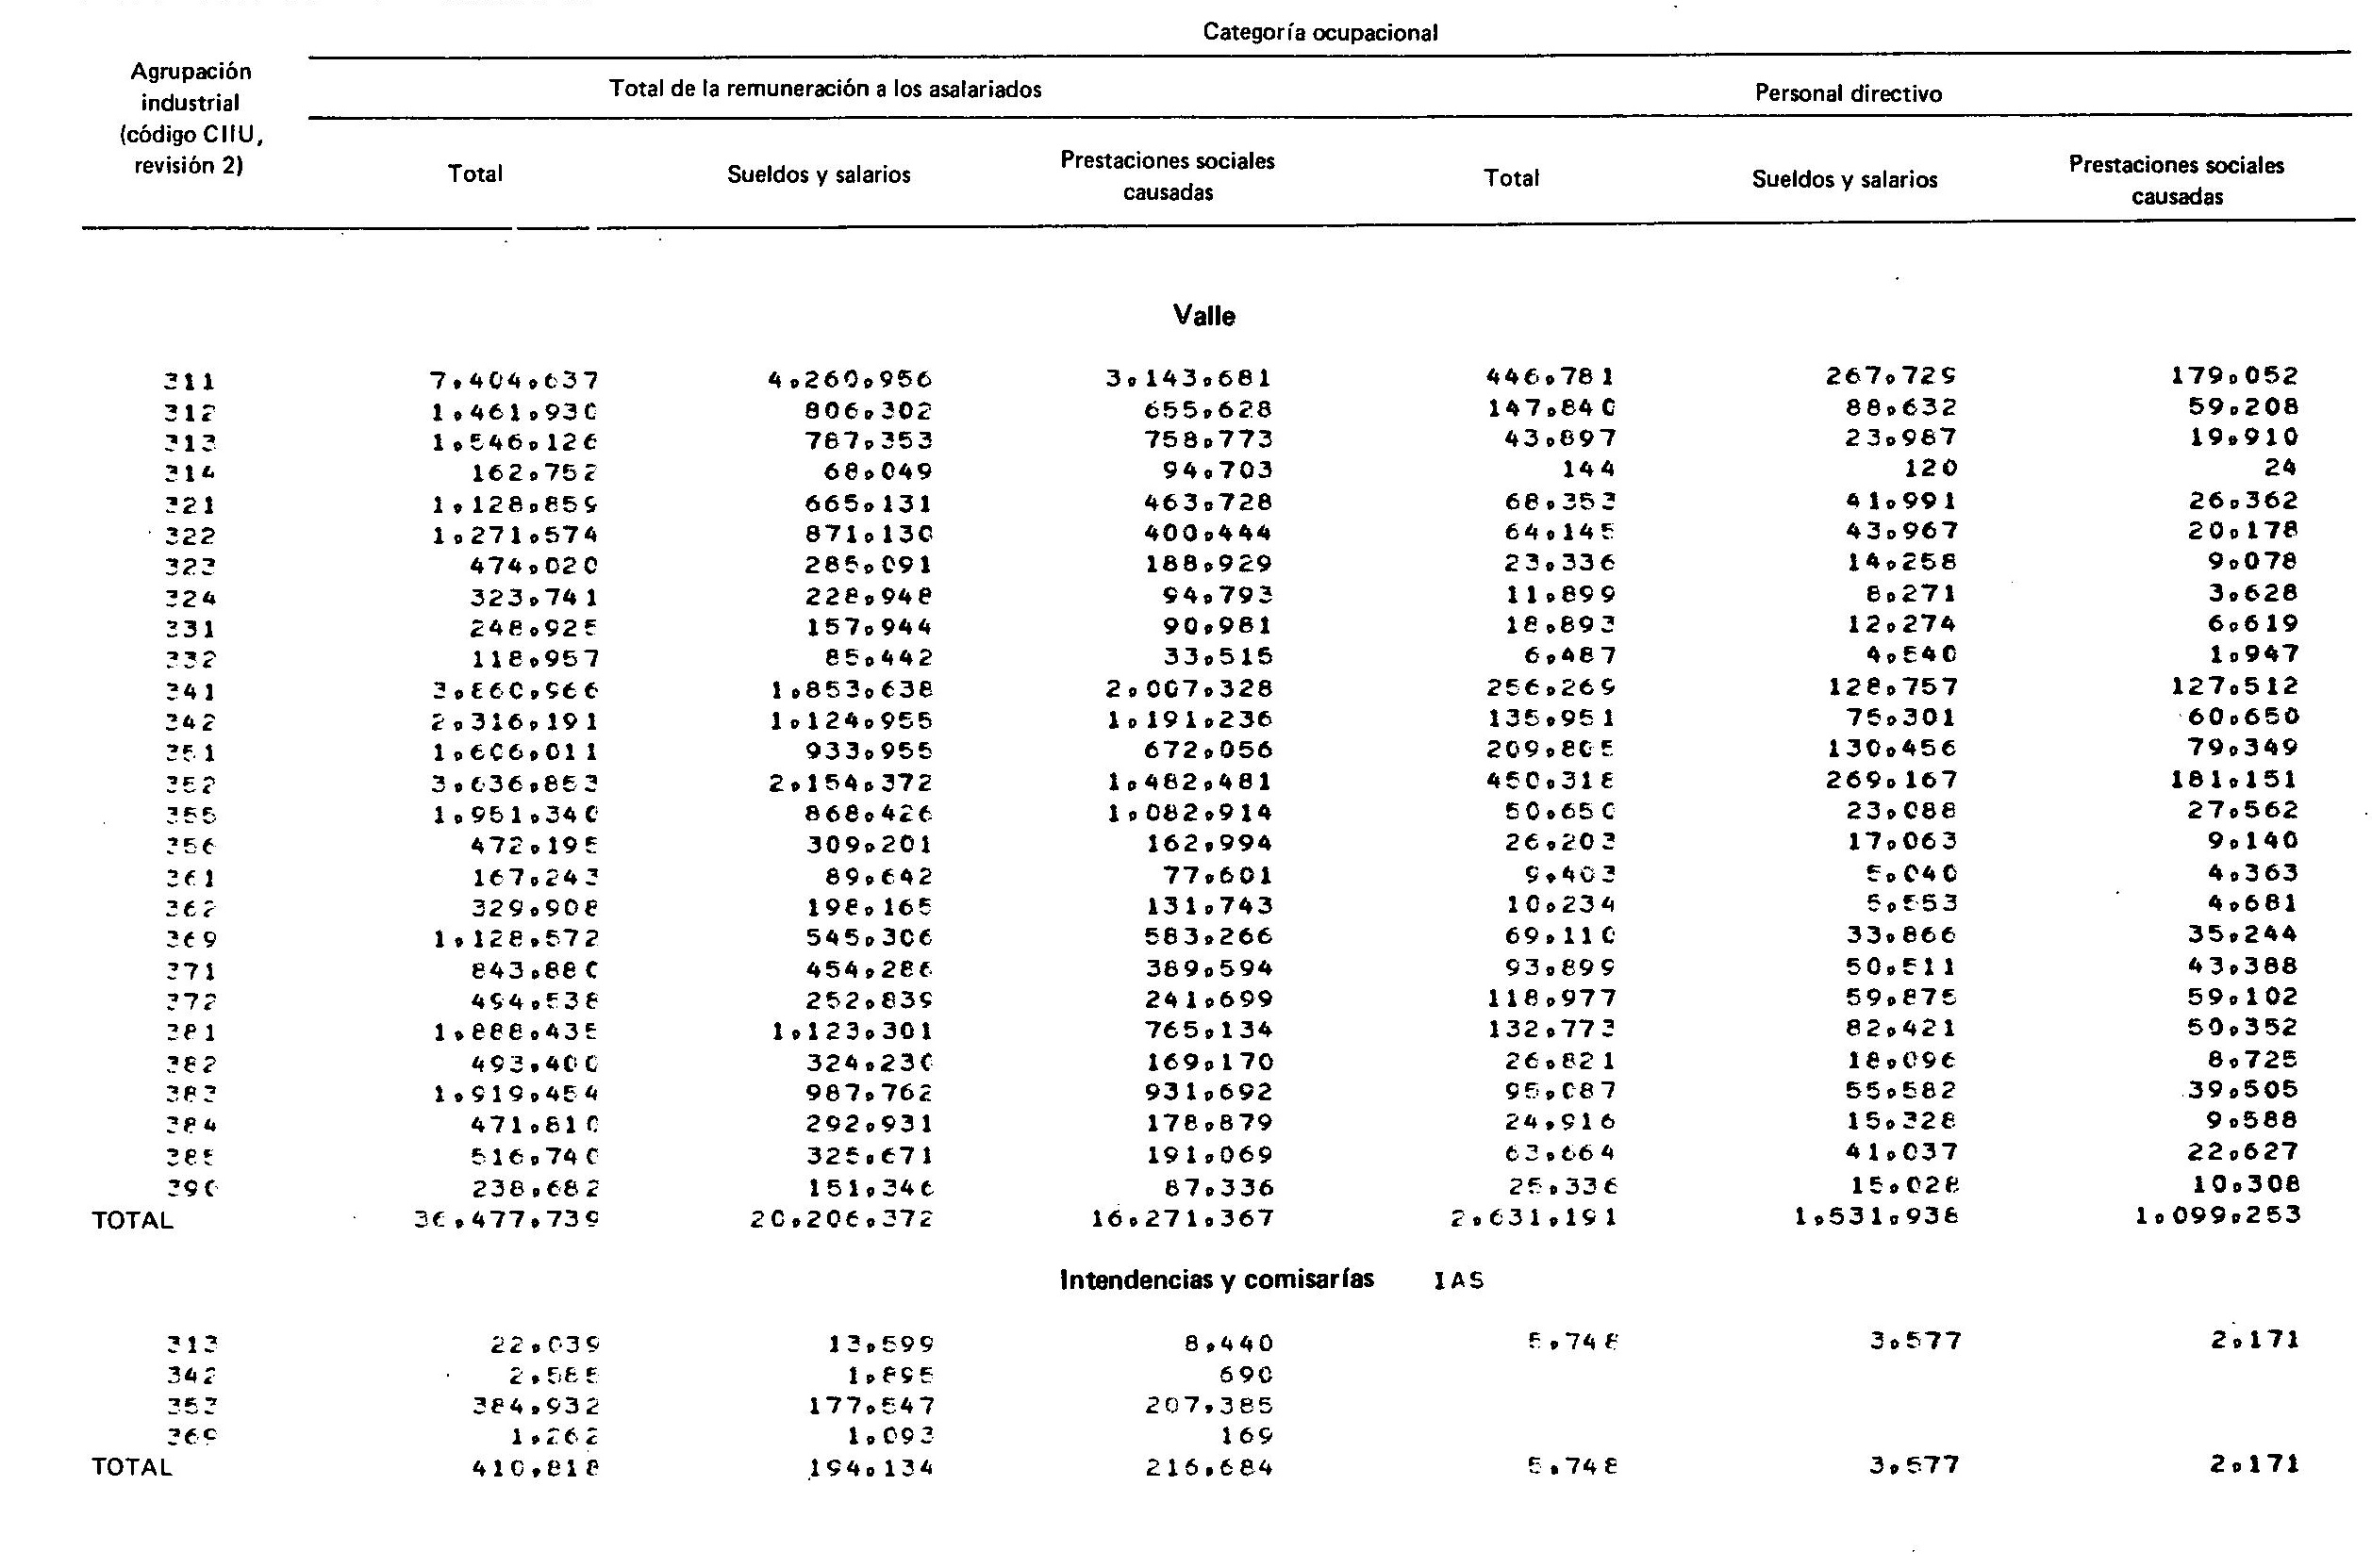 Categoría ocupacional
Agrupación industrial (código CIIU, revisión 2)
Total de la remuneración a los asalariados Personal directivo
Total Sueldos y salarios Prestaciones sociales causadas Total Sueldos y salarios Prestaciones sociales causadas
Valle
311 7,404,637 4,260,956 3,143,681 446,781 267,729 179,052
312 1,461,930 806,302 655,628 147,840 88,632 59,208
313 1,546,126 787,353 758,773 43,897 23,987 19,910
314 162,752 68,049 94,703 144 120 24
321 1,128,859 665,131 463,728 68,353 41,991 26,362
322 1,271,574 871,130 400,444 64,145 43,967 20,178
323 474,020 285,091 188,929 23,336 14,258 9,078
324 323,741 228,948 94,793 11,899 8,271 3,628
331 248,925 157,944 90,981 18,893 12,274 6,619
332 118,957 85,442 33,515 6,487 4,540 1,947
341 3,860,966 1,853,638 2,007,328 256,269 128,757 127,512
342 2,316,191 1,124,955 1,191,236 135,951 75,301 60,650
351 1,606,011 933,955 672,056 209,805 130,456 79,349
352 3,636,853 2,154,372 1,482,481 450,318 269,167 181,151
355 1,951,340 868,426 1,082,914 50,650 23,088 27,562
356 472,195 309,201 162,994 26,203 17,063 9,140
361 167,243 89,642 77,601 9,403 5,040 4,363
362 329,908 198,165 131,743 10,234 5,553 4,681
369 1,128,572 545,306 583,266 69,110 33,866 35,244
371 843,880 454,286 389,594 93,899 50,511 43,388
372 494,538 252,839 241,699 118,977 59,875 59,102
381 1,888,435 1,123,301 765,134 132,773 82,421 50,352
382 493,400 324,230 169,170 26,821 18,096 8,725
383 1,919,454 987,762 931,692 95,087 55,582 39,505
384 471,810 292,931 178,879 24,916 15,328 9,588
385 516,740 325,671 191,069 63,664 41,037 22,627
390 238,682 151,346 87,336 25,336 15,028 10,308
TOTAL 36,477,739 20,206,372 16,271,367 2,631,191 1,531,938 1,099,253
Intendencias y comisarías IAS
313 22,039 13,599 8,440 5,748 3,577 2,171
342 2,585 1,895 690
353 384,932 177,547 207,385
369 1,262 1,093 169
TOTAL 410,818 194,134 216,684 5,748 3,577 2,171